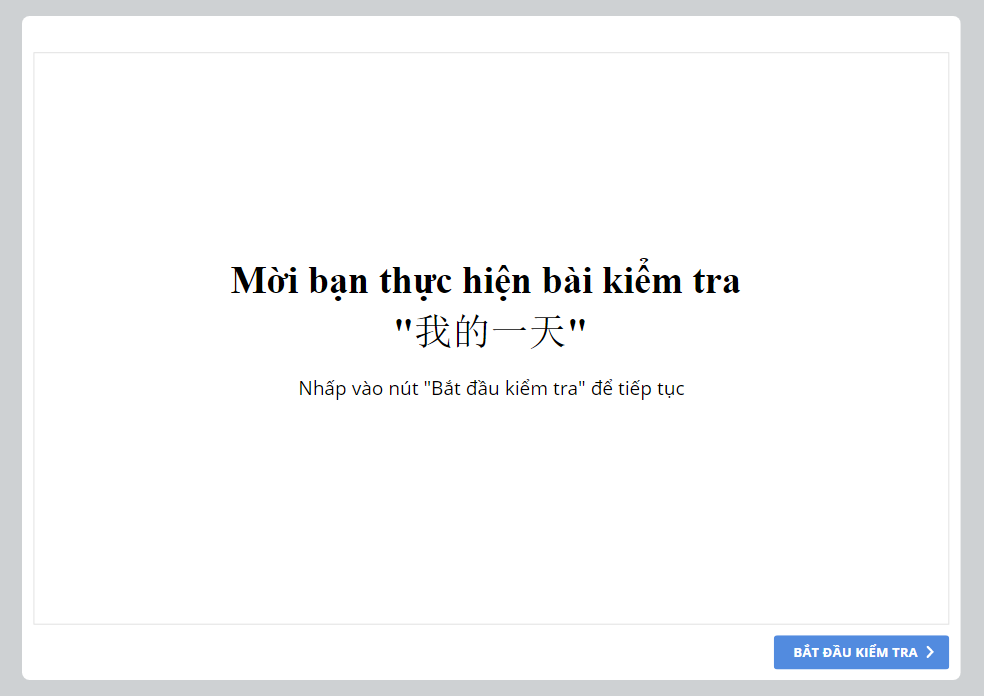 Mời bạn thực hiện bài kiểm tra
"我的一天"
Nhấp vào nút "Bắt đầu kiểm tra" để tiếp tục
BẮT ĐẦU KIỂM TRA